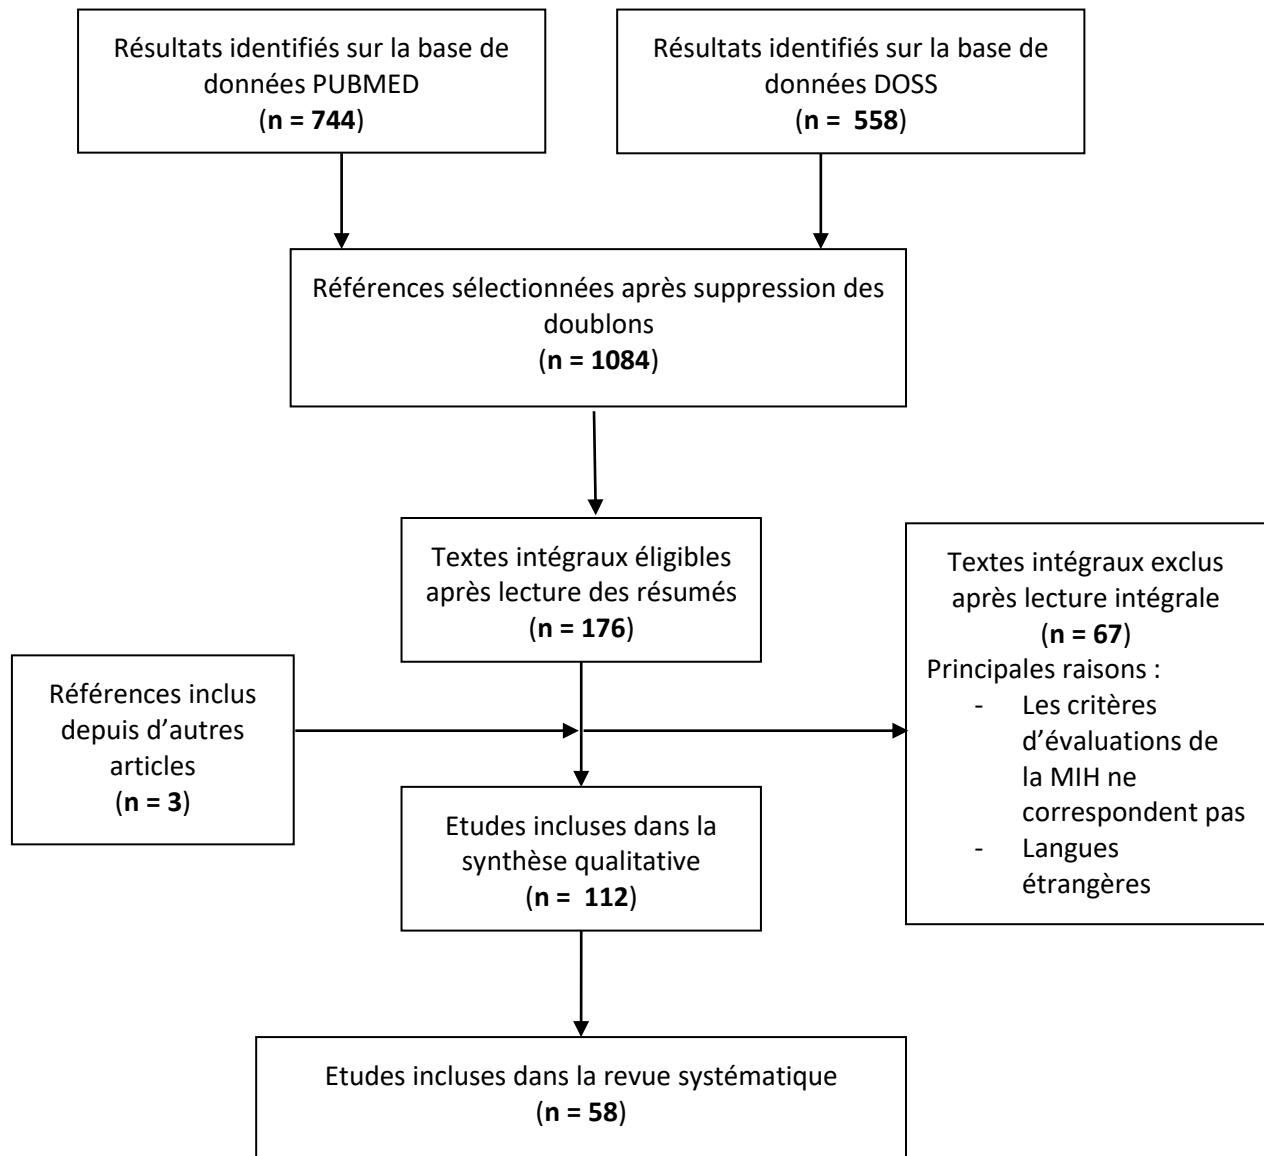 Résultats identifiés sur la base de
données PUBMED
(n = 744)
Résultats identifiés sur la base de
données DOSS
(n = 558)
Références sélectionnées après suppression des
doublons
(n = 1084)
Textes intégraux éligibles
après lecture des résumés
(n = 176)
Textes intégraux exclus
après lecture intégrale
(n = 67)
Principales raisons :
- Les critères
d'évaluations de
la MIH ne
correspondent pas
- Langues
étrangères
Références inclus
depuis d'autres
articles
(n = 3)
Etudes incluses dans la
synthèse qualitative
(n = 112)
Etudes incluses dans la revue systématique
(n = 58)